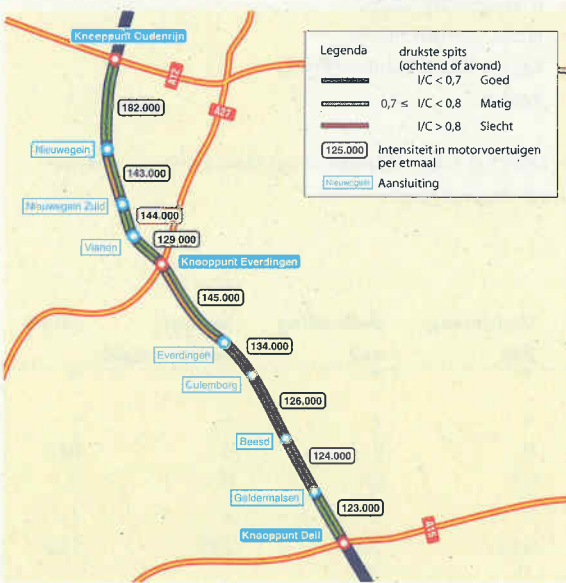 Knooppunt Oudenrijn
A12
A27
182.000
Nieuwegein
143.000
Nieuwegein Zuid
144.000
Vianen
129.000
Knooppunt Everdingen
145.000
Everdingen
134.000
Culemborg
126.000
Beesd
124.000
Geldermalsen
123.000
Knooppunt Deil
A15
Legenda
drukste spits
(ochtend of avond)
I/C < 0,7 Goed
0,7 ≤ I/C < 0,8 Matig
I/C > 0,8 Slecht
125.000 Intensiteit in motorvoertuigen
per etmaal
Nieuwegein Aansluiting